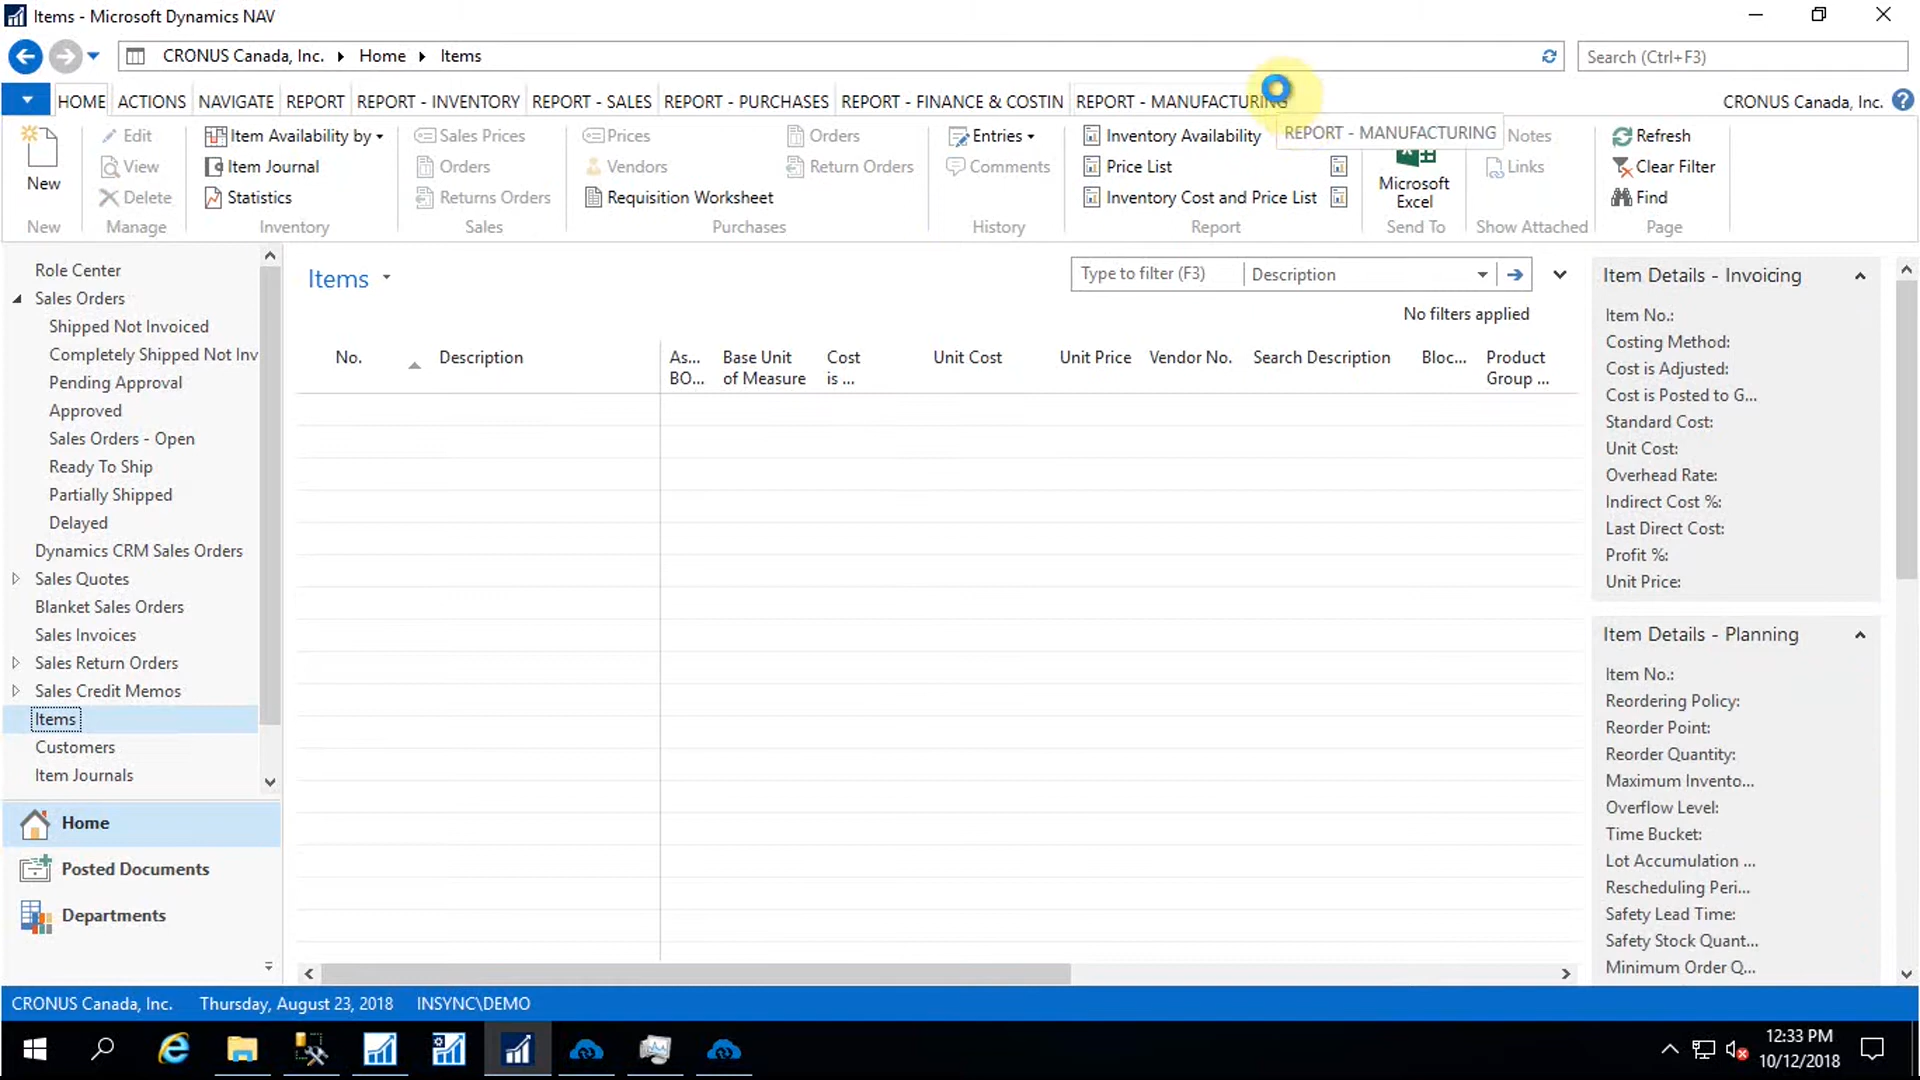 Items - Microsoft Dynamics NAV
CRONUS Canada, Inc. Home Items
Search (Ctrl+F3)
HOME ACTIONS NAVIGATE REPORT REPORT - INVENTORY REPORT - SALES REPORT - PURCHASES REPORT - FINANCE & COSTIN REPORT - MANUFACTURING CRONUS Canada, Inc. ?
New
New
Edit
View
Delete
Manage
Item Availability by
Item Journal
Statistics
Inventory
Sales Prices
Orders
Returns Orders
Sales
Prices
Vendors
Requisition Worksheet
Orders
Return Orders
Purchases
Entries
Comments
History
Inventory Availability
Price List
Inventory Cost and Price List
Report
REPORT - MANUFACTURING
Microsoft
Excel
Send To
Notes
Links
Show Attached
Refresh
Clear Filter
Find
Page
Role Center
Sales Orders
Shipped Not Invoiced
Completely Shipped Not Inv
Pending Approval
Approved
Sales Orders - Open
Ready To Ship
Partially Shipped
Delayed
Dynamics CRM Sales Orders
Sales Quotes
Blanket Sales Orders
Sales Invoices
Sales Return Orders
Sales Credit Memos
Items
Customers
Item Journals
Home
Posted Documents
Departments
Items
Type to filter (F3) Description
No filters applied
No.
Description
As...
BO...
Base Unit
of Measure
Cost
is ...
Unit Cost
Unit Price
Vendor No.
Search Description
Bloc...
Product
Group ...
Item Details - Invoicing
Item No.:
Costing Method:
Cost is Adjusted:
Cost is Posted to G...
Standard Cost:
Unit Cost:
Overhead Rate:
Indirect Cost %:
Last Direct Cost:
Profit %:
Unit Price:
Item Details - Planning
Item No.:
Reordering Policy:
Reorder Point:
Reorder Quantity:
Maximum Invento...
Overflow Level:
Time Bucket:
Lot Accumulation ...
Rescheduling Peri...
Safety Lead Time:
Safety Stock Quant...
Minimum Order Q...
CRONUS Canada, Inc. Thursday, August 23, 2018 INSYNC\DEMO
12:33 PM
10/12/2018